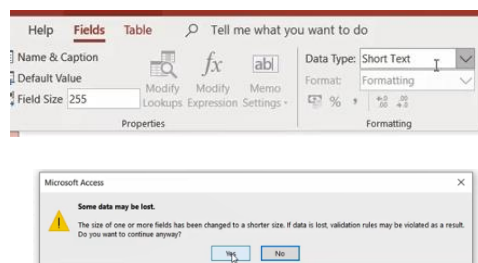 Help Fields Table Tell me what you want to do
Name & Caption
Default Value
Field Size 255
Modify Lookups
Modify Expression
Memo Settings
Properties
Data Type: Short Text
Format: Formatting
Formatting
Microsoft Access
Some data may be lost.
The size of one or more fields has been changed to a shorter size. If data is lost, validation rules may be violated as a result.
Do you want to continue anyway?
Yes No